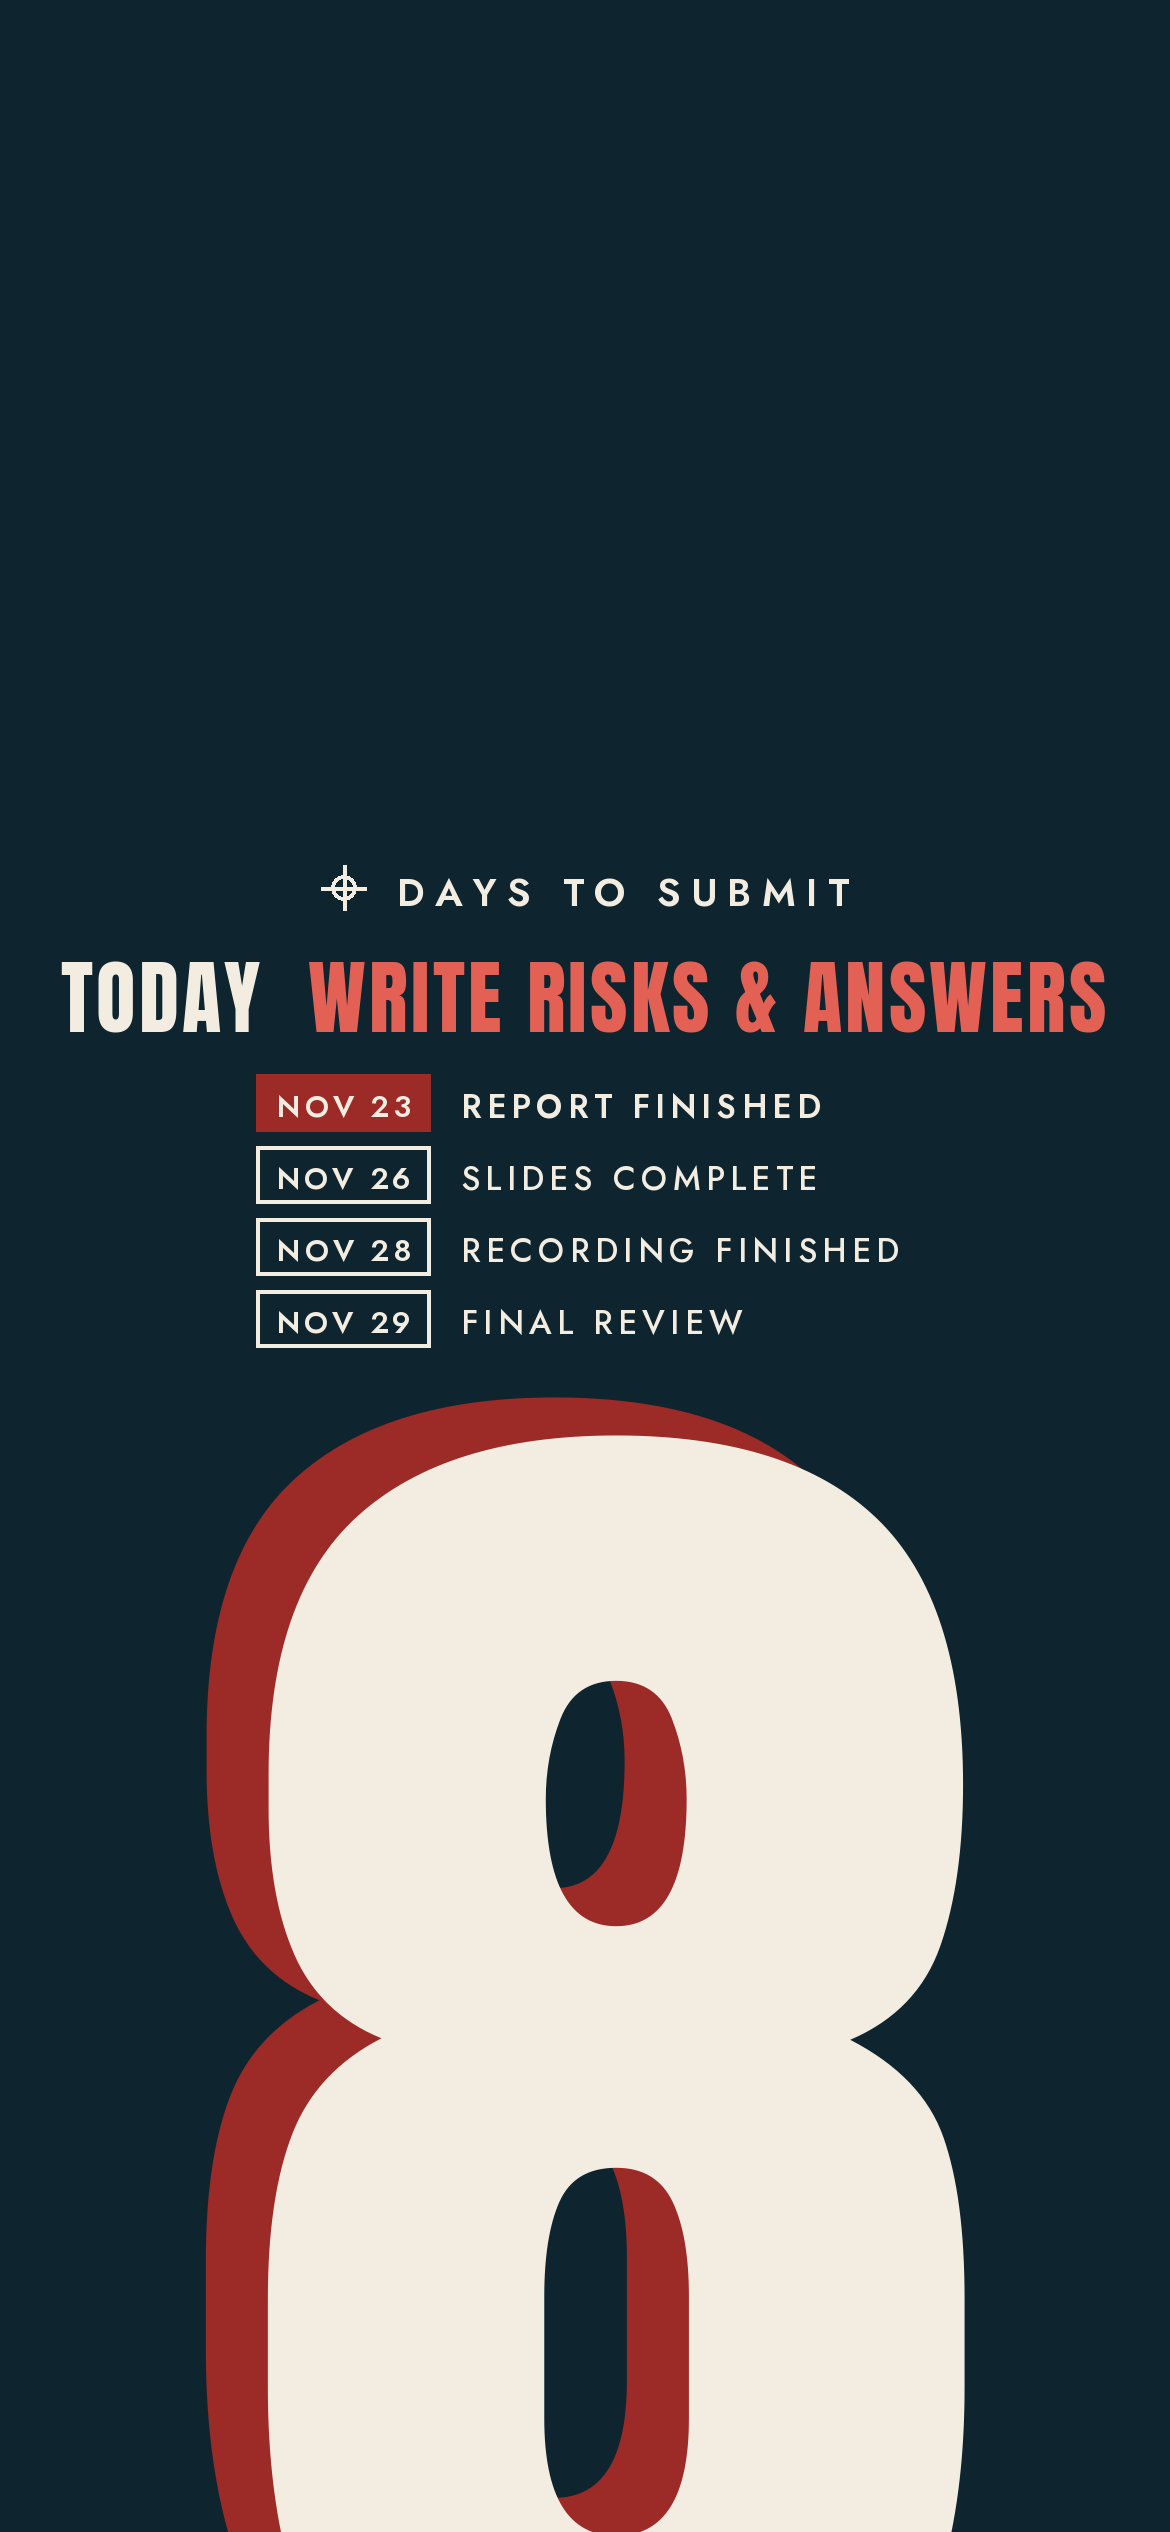 DAYS TO SUBMIT
TODAY WRITE RISKS & ANSWERS
NOV 23 REPORT FINISHED
NOV 26 SLIDES COMPLETE
NOV 28 RECORDING FINISHED
NOV 29 FINAL REVIEW
8